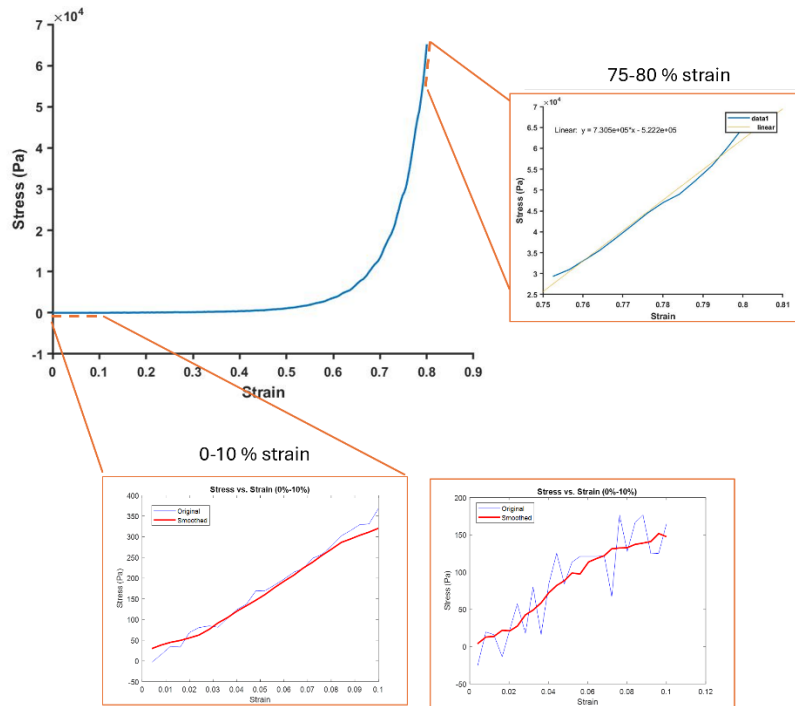 ×10⁴
7
6
5
4
3
2
1
0
-1
Stress (Pa)
0 0.1 0.2 0.3 0.4 0.5 0.6 0.7 0.8 0.9
Strain
75-80 % strain
×10⁴
7
6.5
6
5.5
5
4.5
4
3.5
3
2.5
Stress (Pa)
Linear: y = 7.305e+05*x - 5.222e+05
data1
linear
0.75 0.76 0.77 0.78 0.79 0.8 0.81
Strain
0-10 % strain
Stress vs. Strain (0%-10%)
400
350
300
250
200
150
100
50
0
-50
Stress (Pa)
Original
Smoothed
0 0.01 0.02 0.03 0.04 0.05 0.06 0.07 0.08 0.09 0.1
Strain
Stress vs. Strain (0%-10%)
200
150
100
50
0
-50
Stress (Pa)
Original
Smoothed
0 0.02 0.04 0.06 0.08 0.1 0.12
Strain